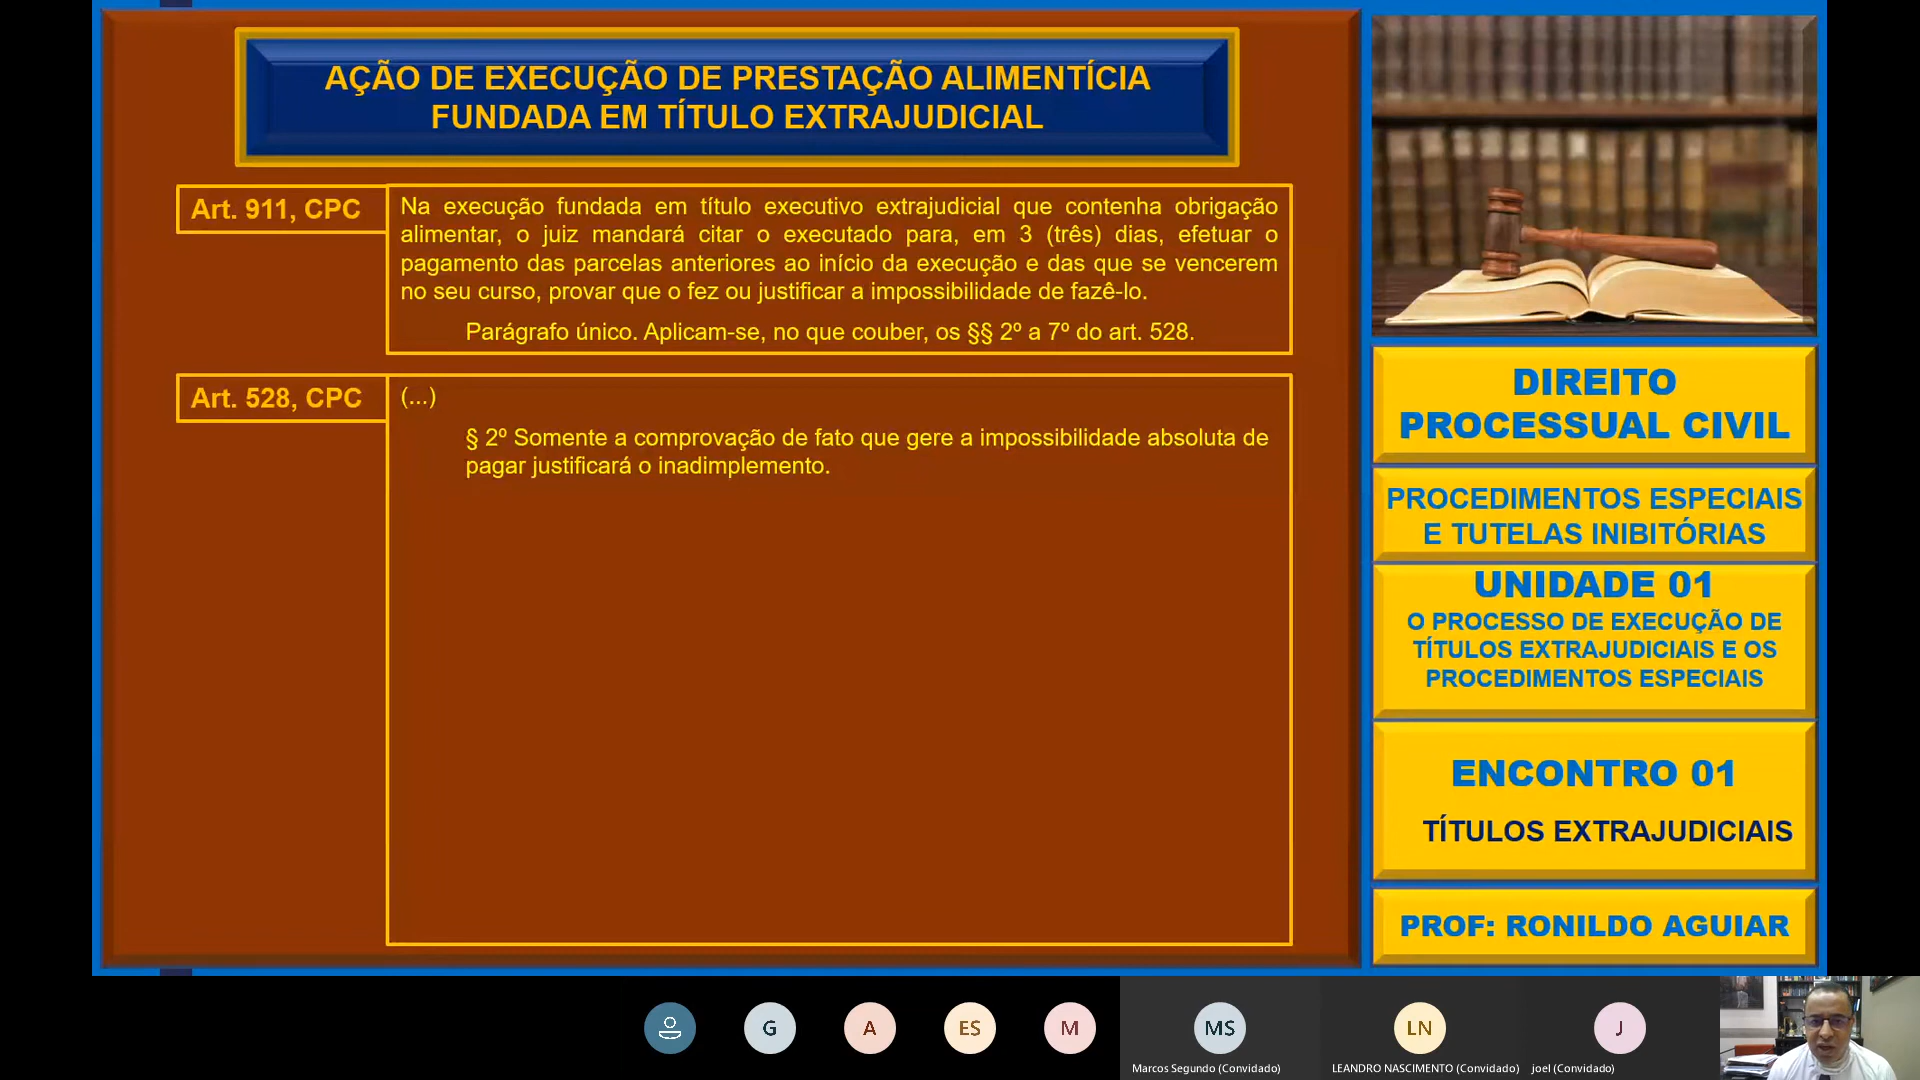 AÇÃO DE EXECUÇÃO DE PRESTAÇÃO ALIMENTÍCIA
FUNDADA EM TÍTULO EXTRAJUDICIAL
Art. 911, CPC
Na execução fundada em título executivo extrajudicial que contenha obrigação
alimentar, o juiz mandará citar o executado para, em 3 (três) dias, efetuar o
pagamento das parcelas anteriores ao início da execução e das que se vencerem
no seu curso, provar que o fez ou justificar a impossibilidade de fazê-lo.
Parágrafo único. Aplicam-se, no que couber, os §§ 2º a 7º do art. 528.
Art. 528, CPC
(...)
§ 2º Somente a comprovação de fato que gere a impossibilidade absoluta de
pagar justificará o inadimplemento.
DIREITO
PROCESSUAL CIVIL
PROCEDIMENTOS ESPECIAIS
E TUTELAS INIBITÓRIAS
UNIDADE 01
O PROCESSO DE EXECUÇÃO DE
TÍTULOS EXTRAJUDICIAIS E OS
PROCEDIMENTOS ESPECIAIS
ENCONTRO 01
TÍTULOS EXTRAJUDICIAIS
PROF: RONILDO AGUIAR
G
A
ES
M
MS
LN
J
Marcos Segundo (Convidado)
LEANDRO NASCIMENTO (Convidado)
joel (Convidado)